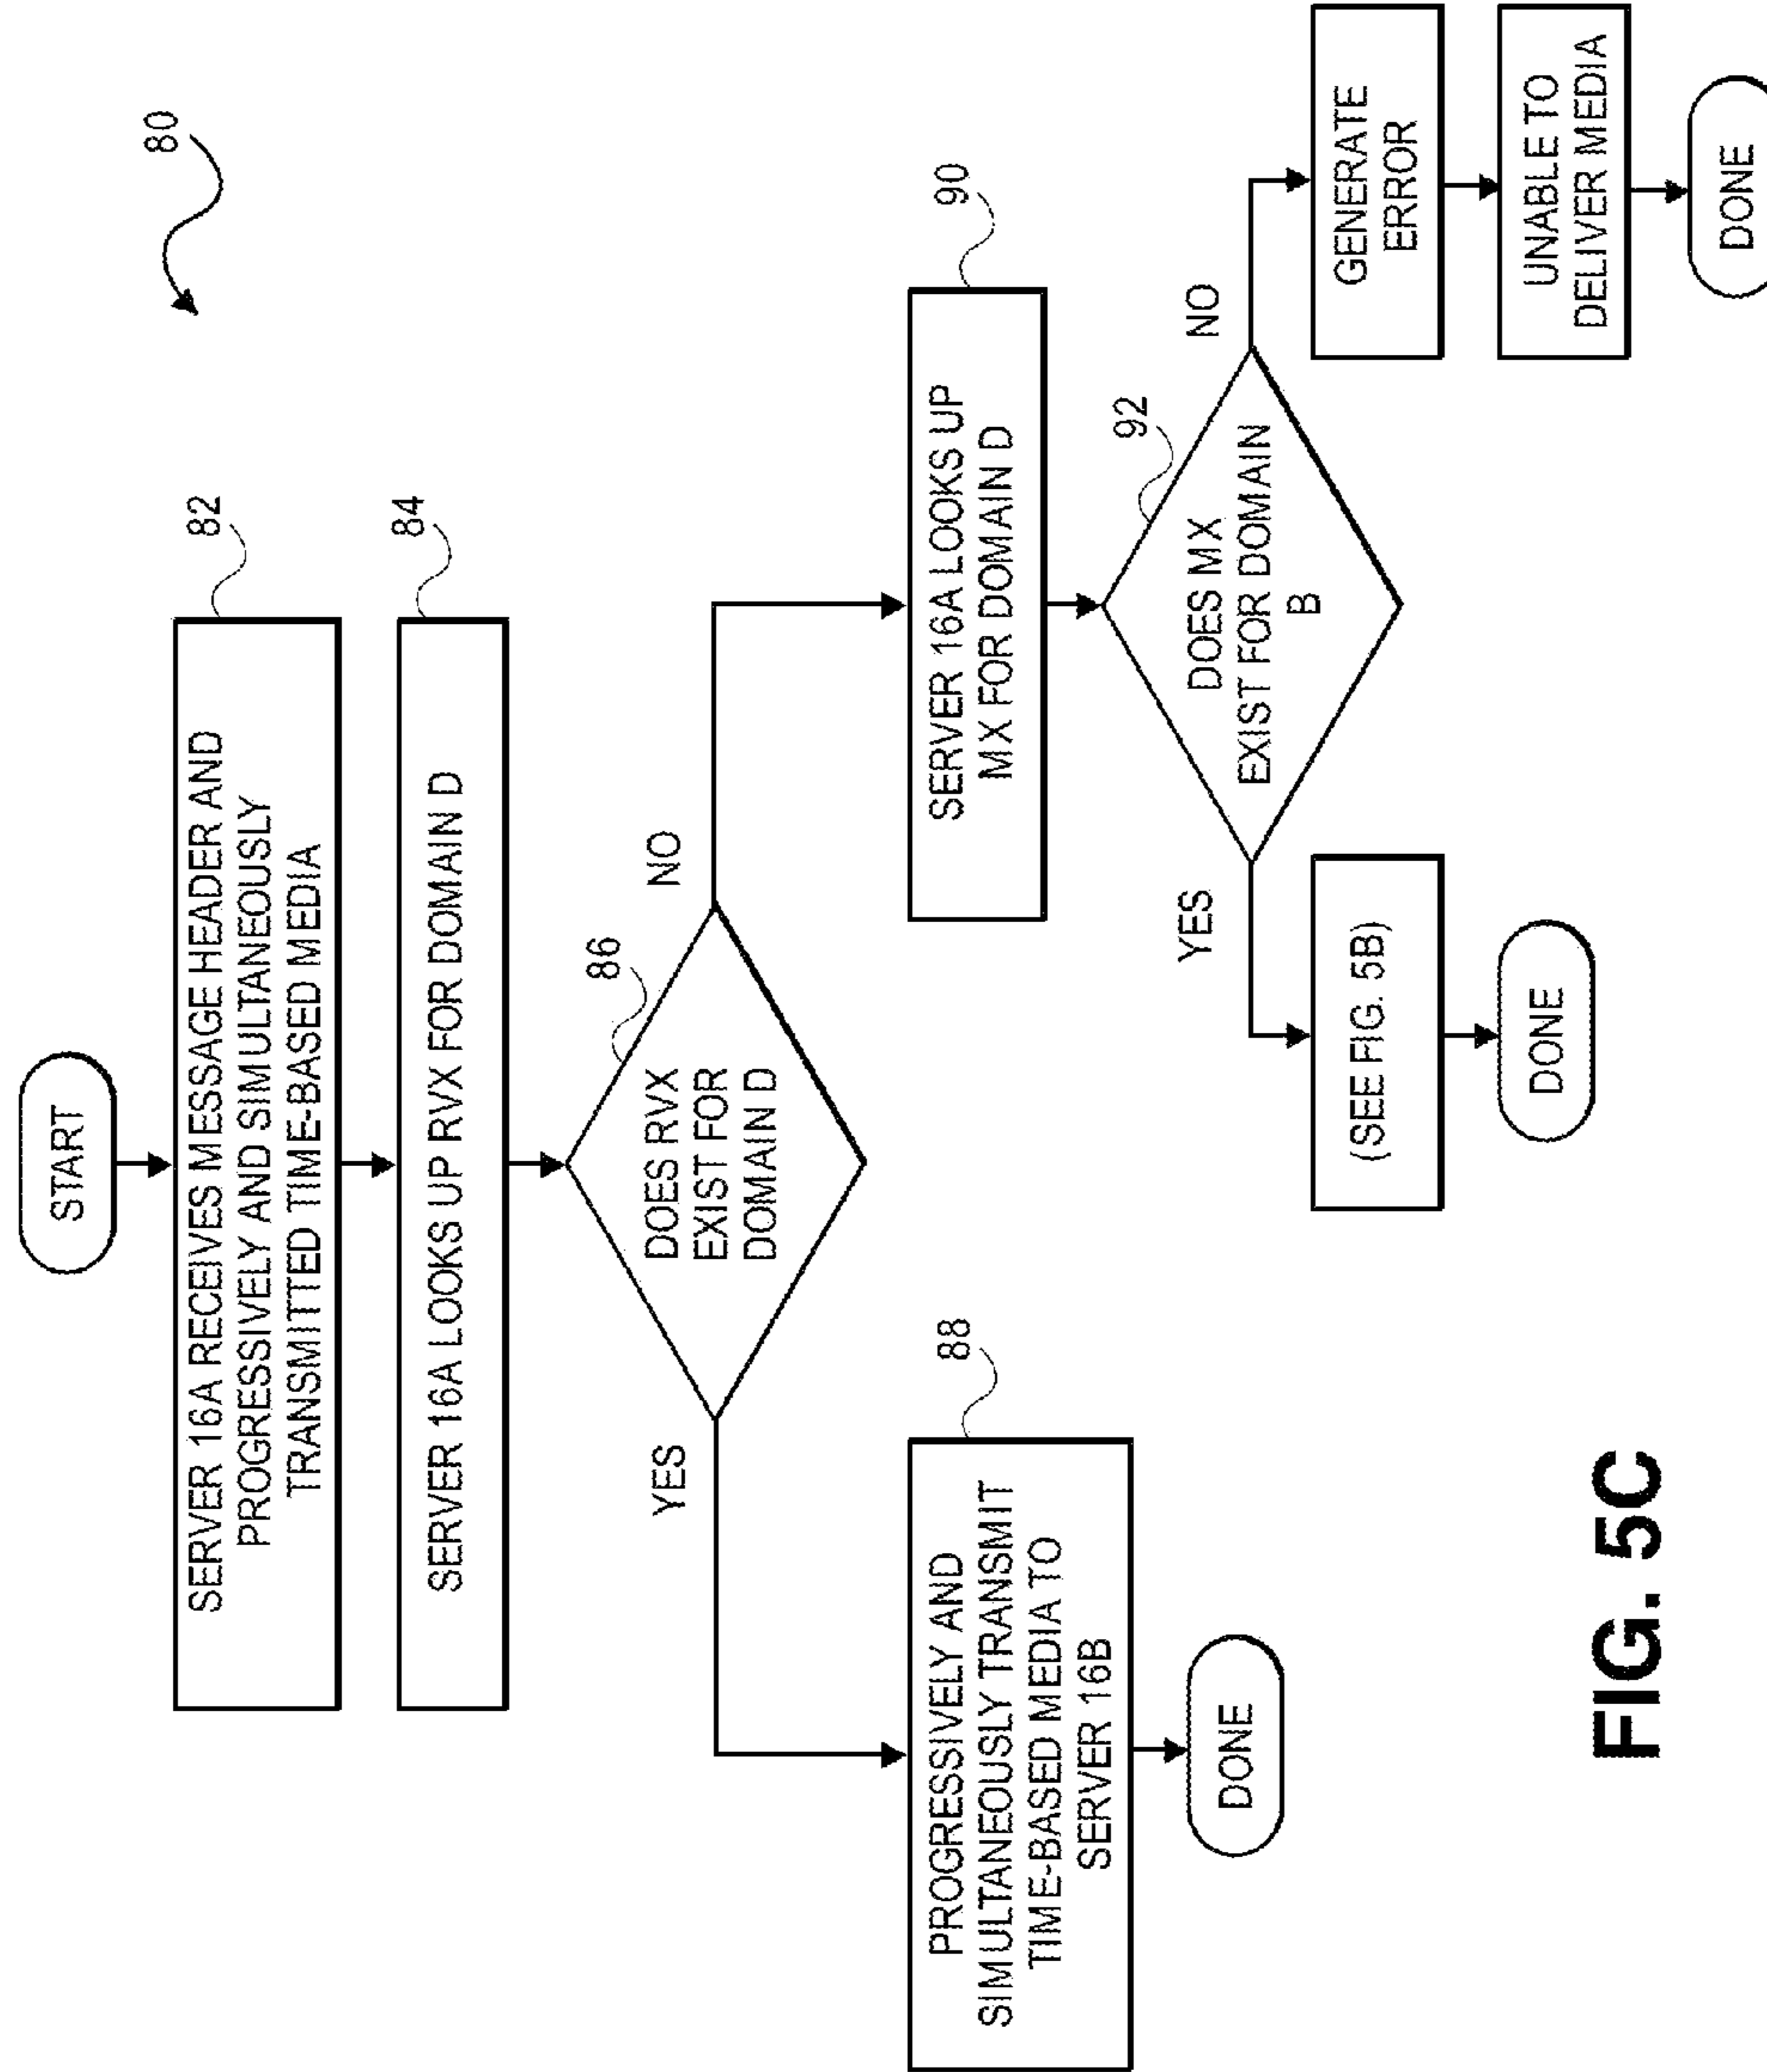 80
START
SERVER 16A RECEIVES MESSAGE HEADER AND
PROGRESSIVELY AND SIMULTANEOUSLY
TRANSMITTED TIME-BASED MEDIA
82
SERVER 16A LOOKS UP RVX FOR DOMAIN D
84
DOES RVX
EXIST FOR
DOMAIN D
86
YES
NO
PROGRESSIVELY AND
SIMULTANEOUSLY TRANSMIT
TIME-BASED MEDIA TO
SERVER 16B
88
DONE
SERVER 16A LOOKS UP
MX FOR DOMAIN D
90
DOES MX
EXIST FOR DOMAIN
B
92
YES
NO
(SEE FIG. 5B)
DONE
GENERATE
ERROR
UNABLE TO
DELIVER MEDIA
DONE
FIG. 5C